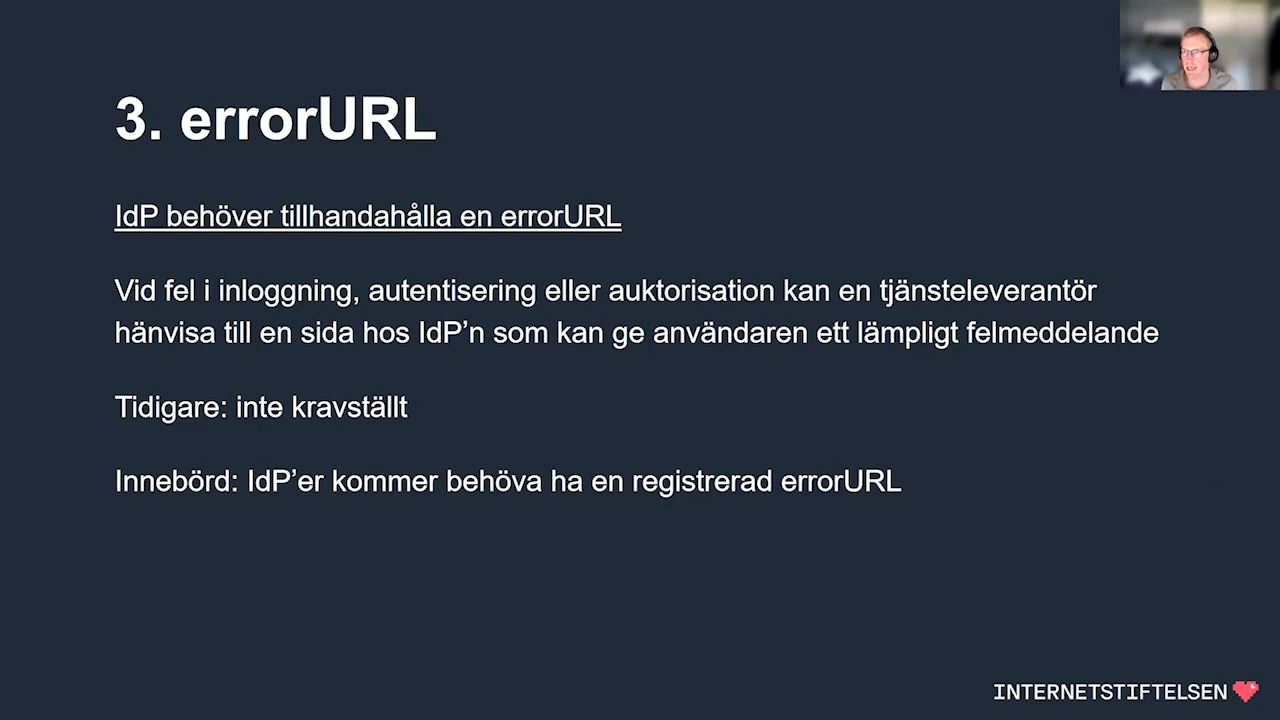 3. errorURL
IdP behöver tillhandahålla en errorURL
Vid fel i inloggning, autentisering eller auktorisation kan en tjänsteleverantör
hänvisa till en sida hos IdP’n som kan ge användaren ett lämpligt felmeddelande
Tidigare: inte kravställt
Innebörd: IdP’er kommer behöva ha en registrerad errorURL
INTERNETSTIFTELSEN